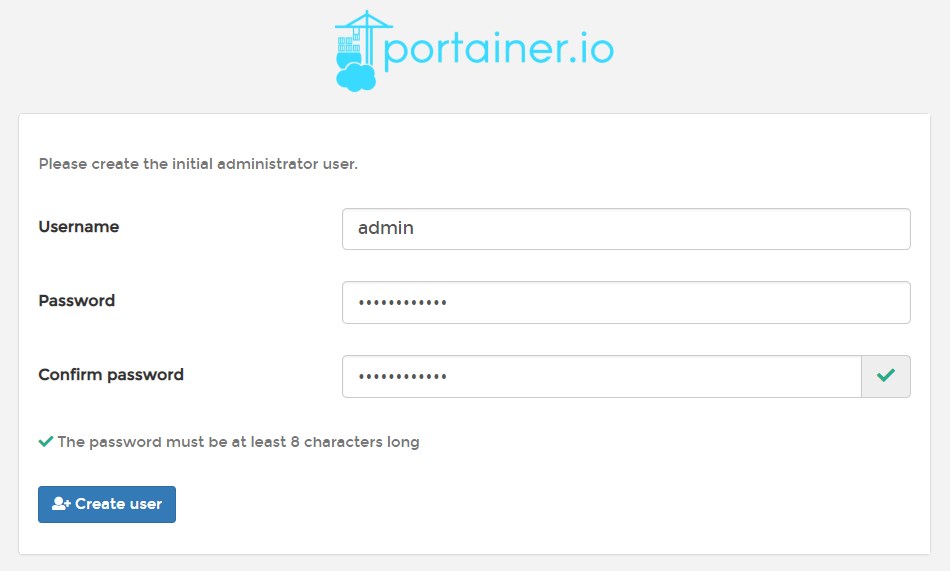 portainer.io
Please create the initial administrator user.
Username
admin
Password
••••••••••••
Confirm password
••••••••••••
The password must be at least 8 characters long
Create user